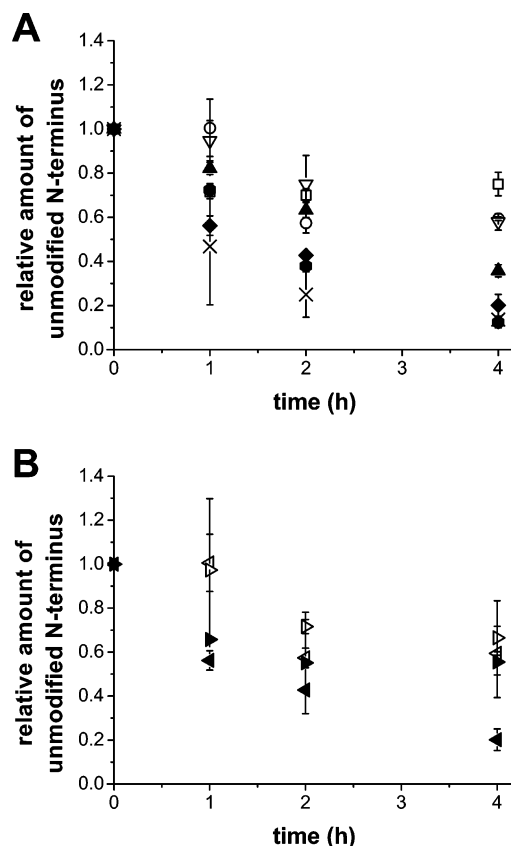 A
relative amount of
unmodified N-terminus
1.4
1.2
1.0
0.8
0.6
0.4
0.2
0.0
0 1 2 3 4
time (h)
B
relative amount of
unmodified N-terminus
1.4
1.2
1.0
0.8
0.6
0.4
0.2
0.0
0 1 2 3 4
time (h)